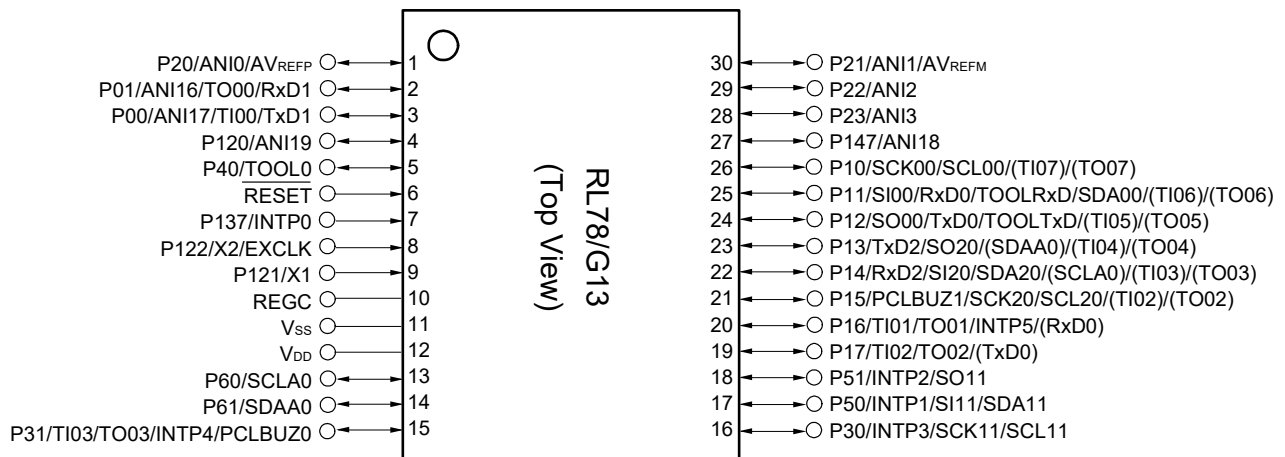 P20/ANI0/AVREFP 1
P01/ANI16/TO00/RxD1 2
P00/ANI17/TI00/TxD1 3
P120/ANI19 4
P40/TOOL0 5
RESET 6
P137/INTP0 7
P122/X2/EXCLK 8
P121/X1 9
REGC 10
VSS 11
VDD 12
P60/SCLA0 13
P61/SDAA0 14
P31/TI03/TO03/INTP4/PCLBUZ0 15
RL78/G13
(Top View)
30 P21/ANI1/AVREFM
29 P22/ANI2
28 P23/ANI3
27 P147/ANI18
26 P10/SCK00/SCL00/(TI07)/(TO07)
25 P11/SI00/RxD0/TOOLRxD/SDA00/(TI06)/(TO06)
24 P12/SO00/TxD0/TOOLTxD/(TI05)/(TO05)
23 P13/TxD2/SO20/(SDAA0)/(TI04)/(TO04)
22 P14/RxD2/SI20/SDA20/(SCLA0)/(TI03)/(TO03)
21 P15/PCLBUZ1/SCK20/SCL20/(TI02)/(TO02)
20 P16/TI01/TO01/INTP5/(RxD0)
19 P17/TI02/TO02/(TxD0)
18 P51/INTP2/SO11
17 P50/INTP1/SI11/SDA11
16 P30/INTP3/SCK11/SCL11